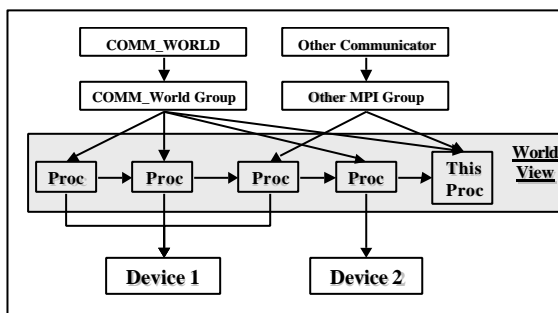 COMM_WORLD
Other Communicator
COMM_World Group
Other MPI Group
Proc
Proc
Proc
Proc
This
Proc
World
View
Device 1
Device 2